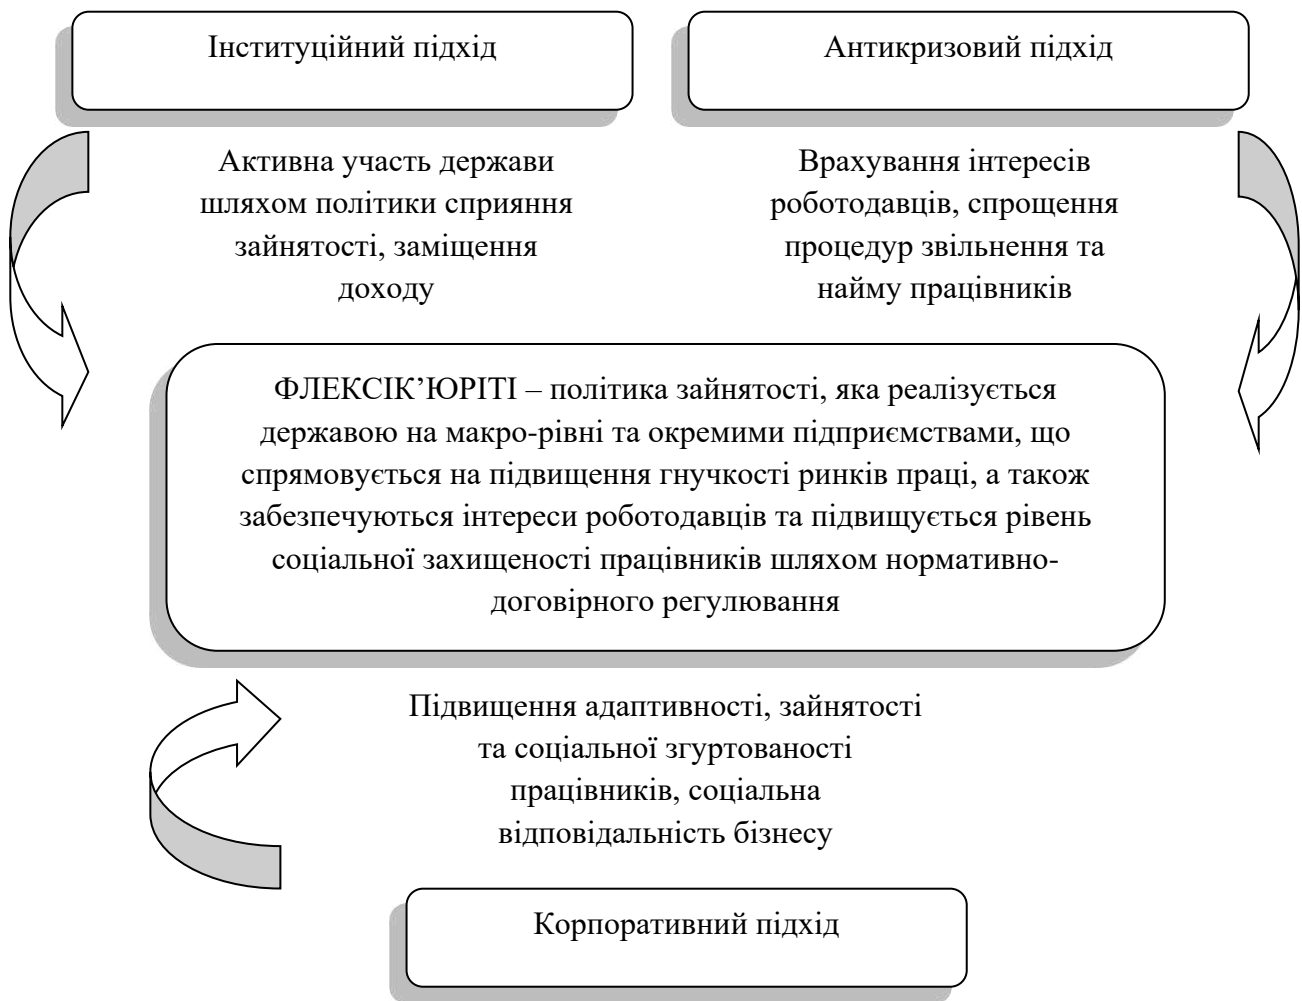 Інституційний підхід
Антикризовий підхід
Активна участь держави
шляхом політики сприяння
зайнятості, заміщення
доходу
Врахування інтересів
роботодавців, спрощення
процедур звільнення та
найму працівників
ФЛЕКСІК’ЮРІТІ – політика зайнятості, яка реалізується
державою на макро-рівні та окремими підприємствами, що
спрямовується на підвищення гнучкості ринків праці, а також
забезпечуються інтереси роботодавців та підвищується рівень
соціальної захищеності працівників шляхом нормативно-
договірного регулювання
Підвищення адаптивності, зайнятості
та соціальної згуртованості
працівників, соціальна
відповідальність бізнесу
Корпоративний підхід